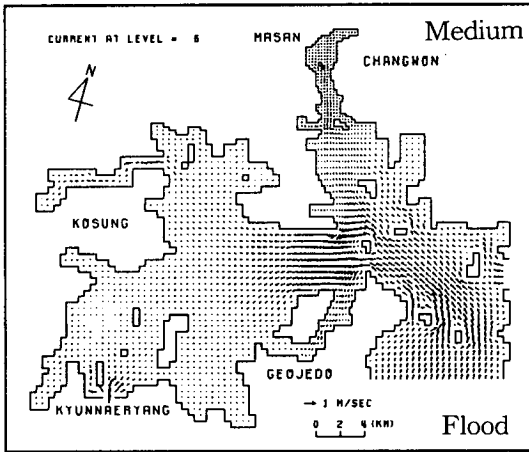 Medium
CURRENT AT LEVEL = 6
MASAN
CHANGWON
N
KOSUNG
GEOJEDO
KYUNNAERYANG
1 M/SEC
0 2 4 (KM)
Flood